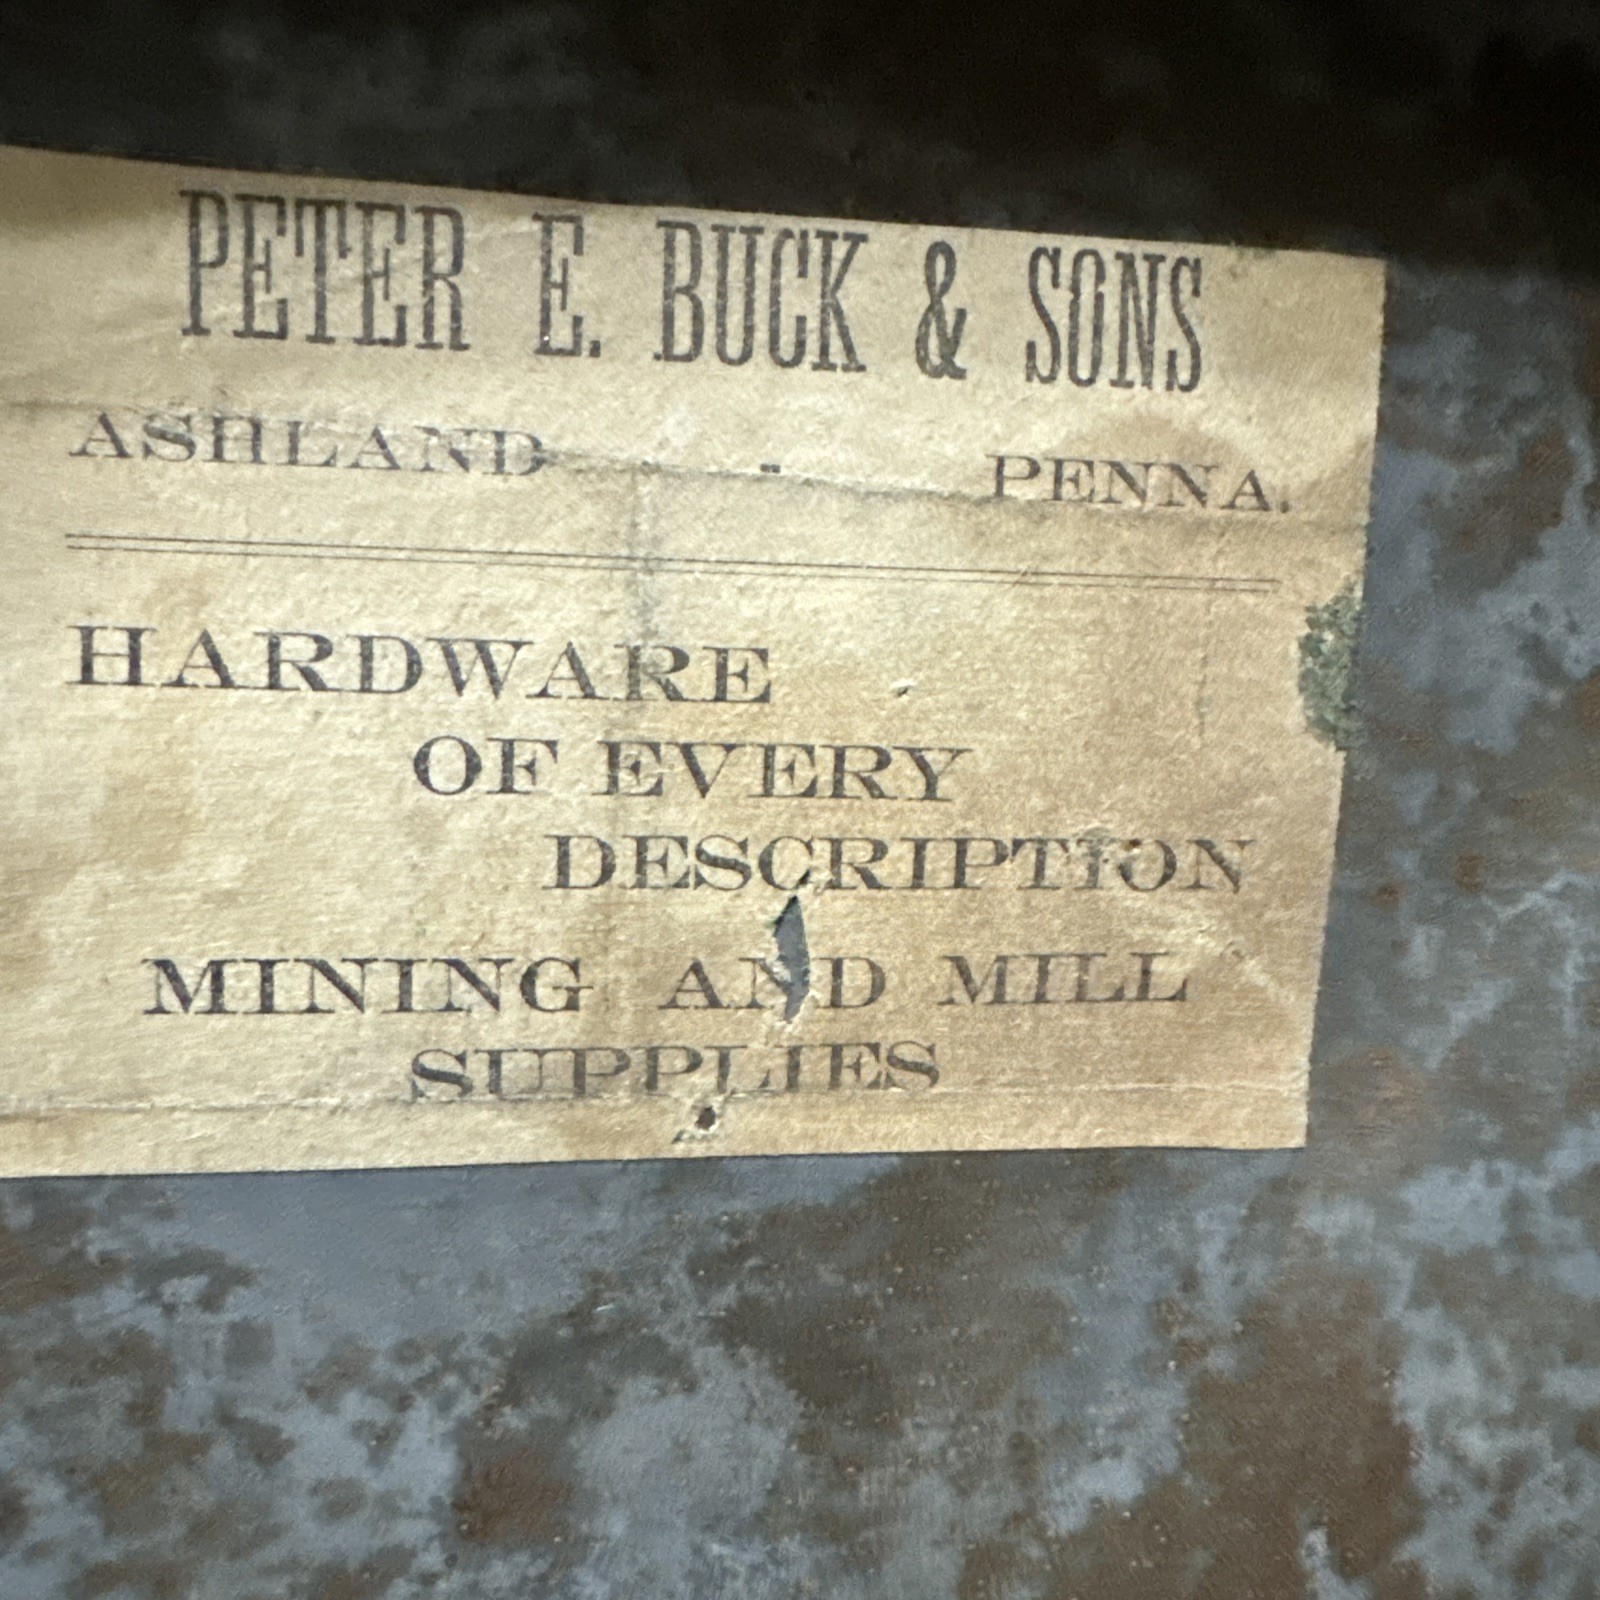 PETER E. BUCK & SONS
ASHLAND - PENNA.
HARDWARE
OF EVERY
DESCRIPTION
MINING AND MILL
SUPPLIES